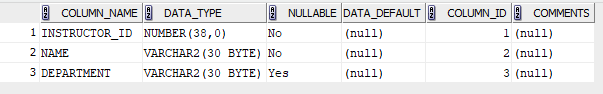 COLUMN_NAME DATA_TYPE NULLABLE DATA_DEFAULT COLUMN_ID COMMENTS
1 INSTRUCTOR_ID NUMBER(38,0) No (null) 1 (null)
2 NAME VARCHAR2(30 BYTE) No (null) 2 (null)
3 DEPARTMENT VARCHAR2(30 BYTE) Yes (null) 3 (null)